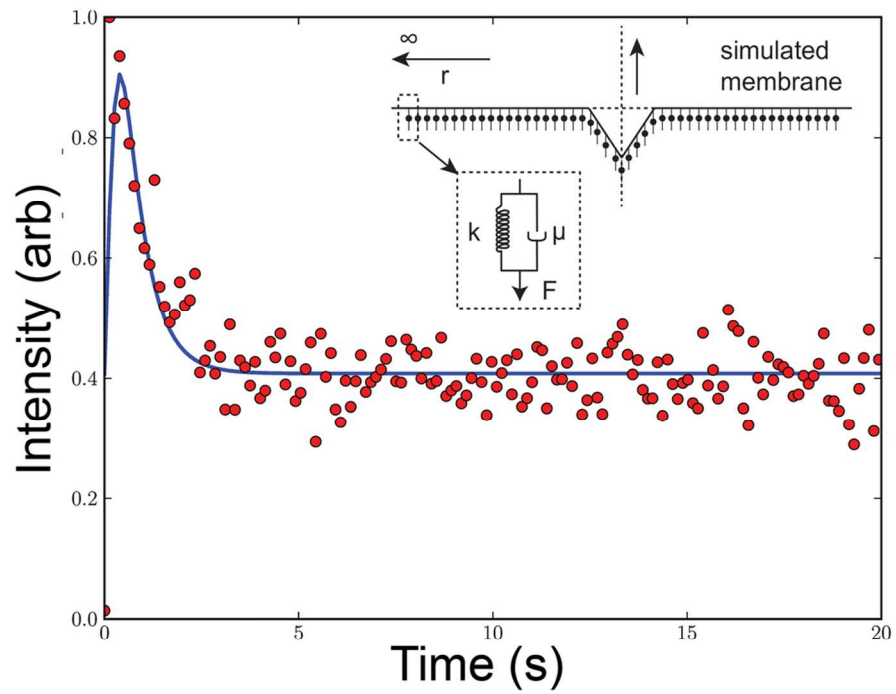 1.0
0.8
0.6
0.4
0.2
0.0
Intensity (arb)
0
5
10
15
20
Time (s)
∞
r
simulated
membrane
k
μ
F